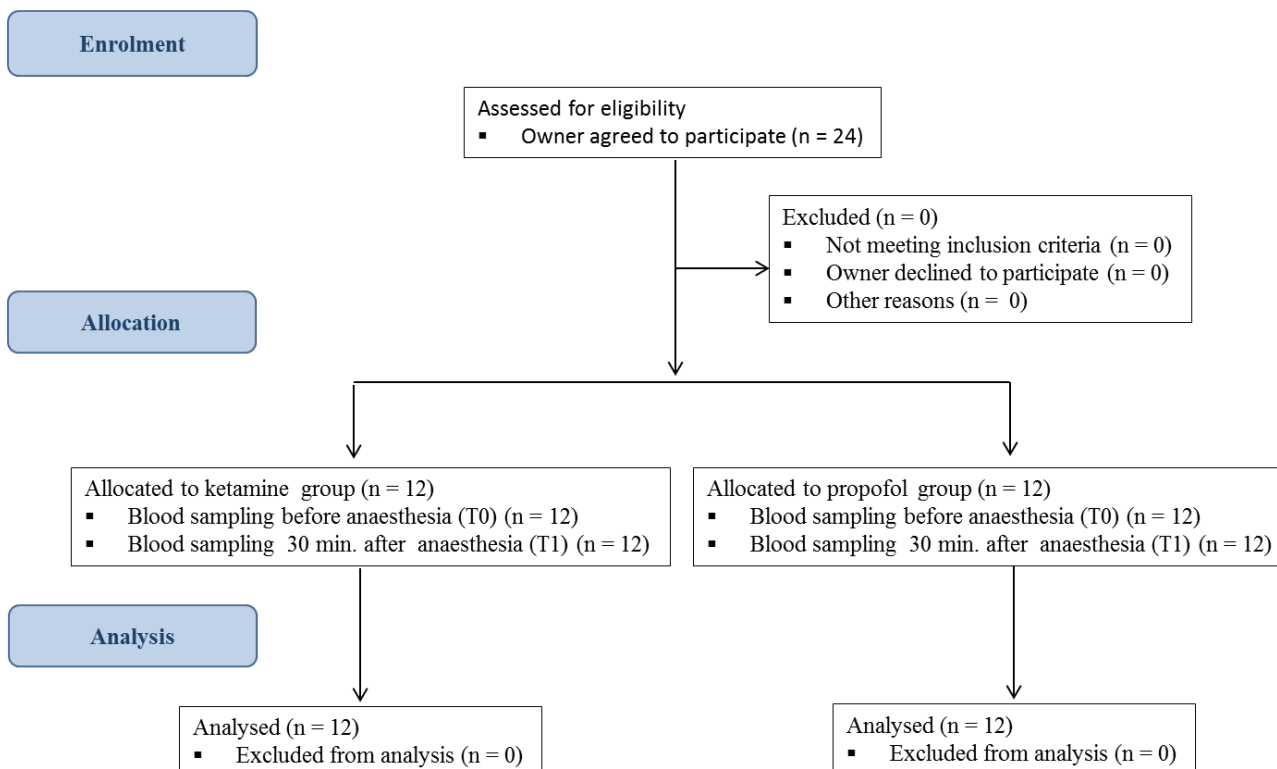 Enrolment
Assessed for eligibility
▪ Owner agreed to participate (n = 24)
Excluded (n = 0)
▪ Not meeting inclusion criteria (n = 0)
▪ Owner declined to participate (n = 0)
▪ Other reasons (n =  0)
Allocation
Allocated to ketamine  group (n = 12)
▪ Blood sampling before anaesthesia (T0) (n = 12)
▪ Blood sampling  30 min. after anaesthesia (T1) (n = 12)
Allocated to propofol  group (n = 12)
▪ Blood sampling before anaesthesia (T0) (n = 12)
▪ Blood sampling  30 min. after  anaesthesia (T1) (n = 12)
Analysis
Analysed (n = 12)
▪ Excluded from analysis (n = 0)
Analysed (n = 12)
▪ Excluded from analysis (n = 0)